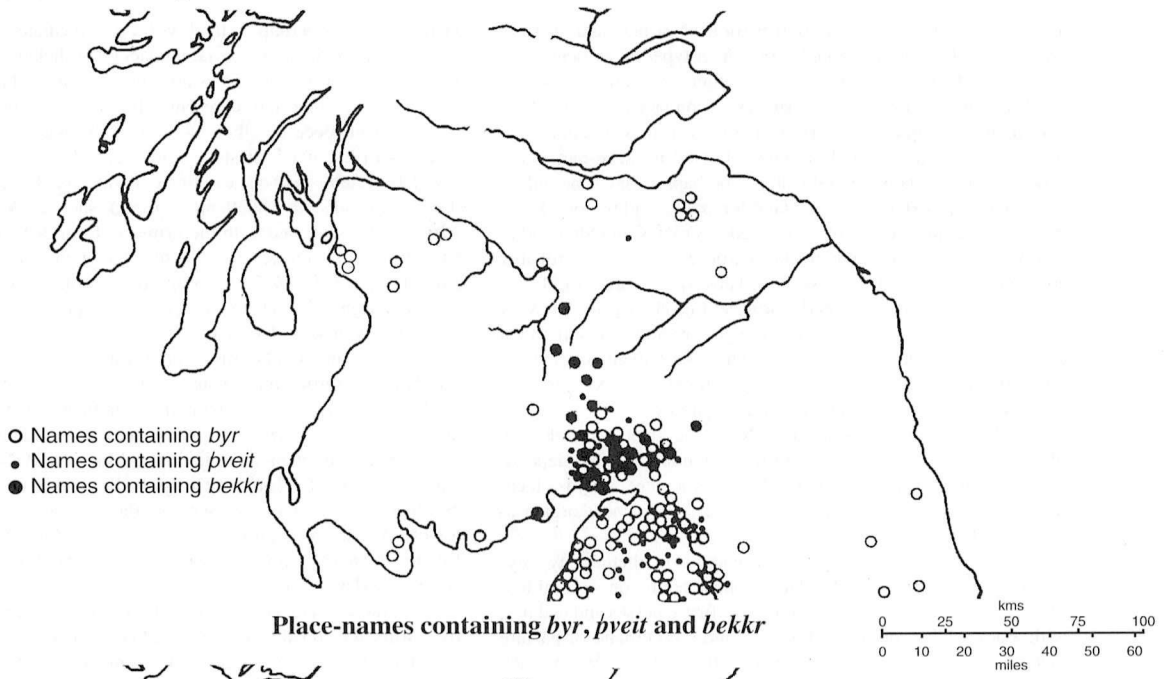 Names containing byr
Names containing þveit
Names containing bekkr
Place-names containing byr, þveit and bekkr
kms
0 25 50 75 100
0 10 20 30 40 50 60
miles